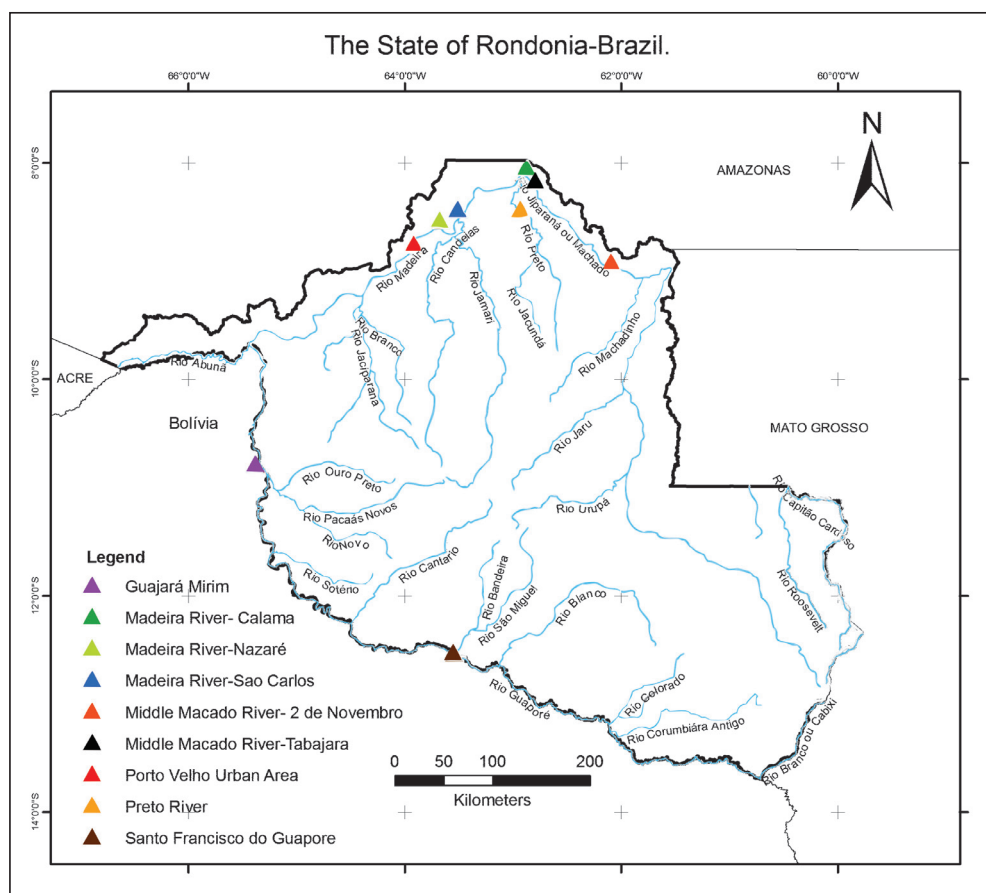 The State of Rondonia-Brazil.
66°0'0"W
64°0'0"W
62°0'0"W
60°0'0"W
8°0'0"S
10°0'0"S
12°0'0"S
14°0'0"S
N
AMAZONAS
MATO GROSSO
ACRE
Bolívia
Jiparaná ou Machado
Rio Madeira
Rio Candeias
Rio Preto
Rio Jamari
Rio Jacundá
Rio Machadinho
Rio Branco
Rio Jaciparana
Rio Abunã
Rio Jaru
Rio Ouro Preto
Rio Pacaás Novos
RioNovo
Rio Urupá
Rio Cantario
Rio Soténo
Rio Bandeira
Rio São Miguel
Rio Blanco
Rio Capitão Cardoso
Rio Roosevelt
Rio Guaporé
Rio Colorado
Rio Corumbiára Antigo
Rio Branco ou Cabixi
Legend
Guajará Mirim
Madeira River- Calama
Madeira River-Nazaré
Madeira River-Sao Carlos
Middle Macado River- 2 de Novembro
Middle Macado River-Tabajara
Porto Velho Urban Area
Preto River
Santo Francisco do Guapore
0 50 100 200
Kilometers